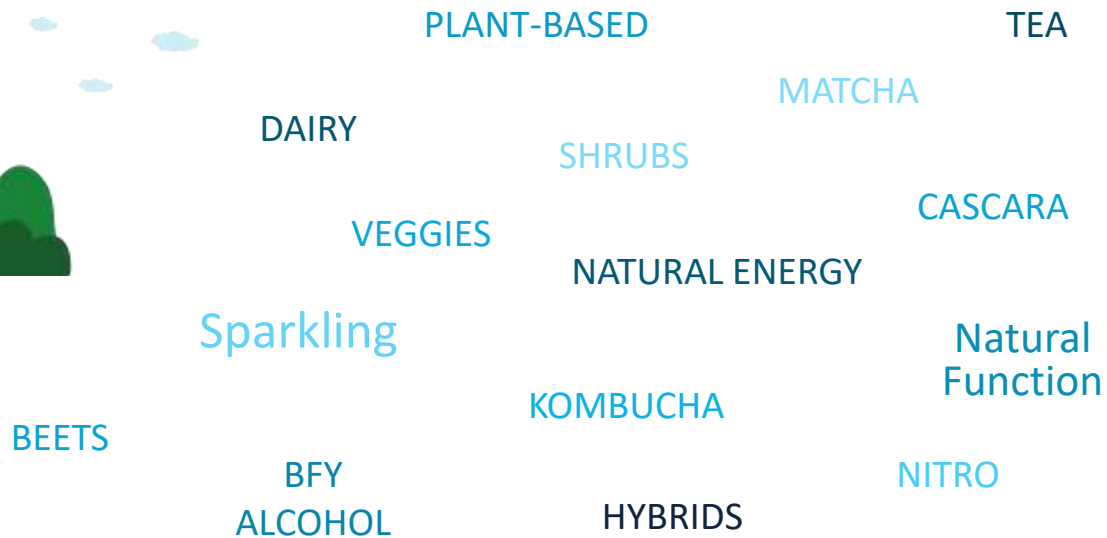 PLANT-BASED
TEA
MATCHA
DAIRY
SHRUBS
CASCARA
VEGGIES
NATURAL ENERGY
Sparkling
Natural
Function
KOMBUCHA
BEETS
BFY
ALCOHOL
NITRO
HYBRIDS